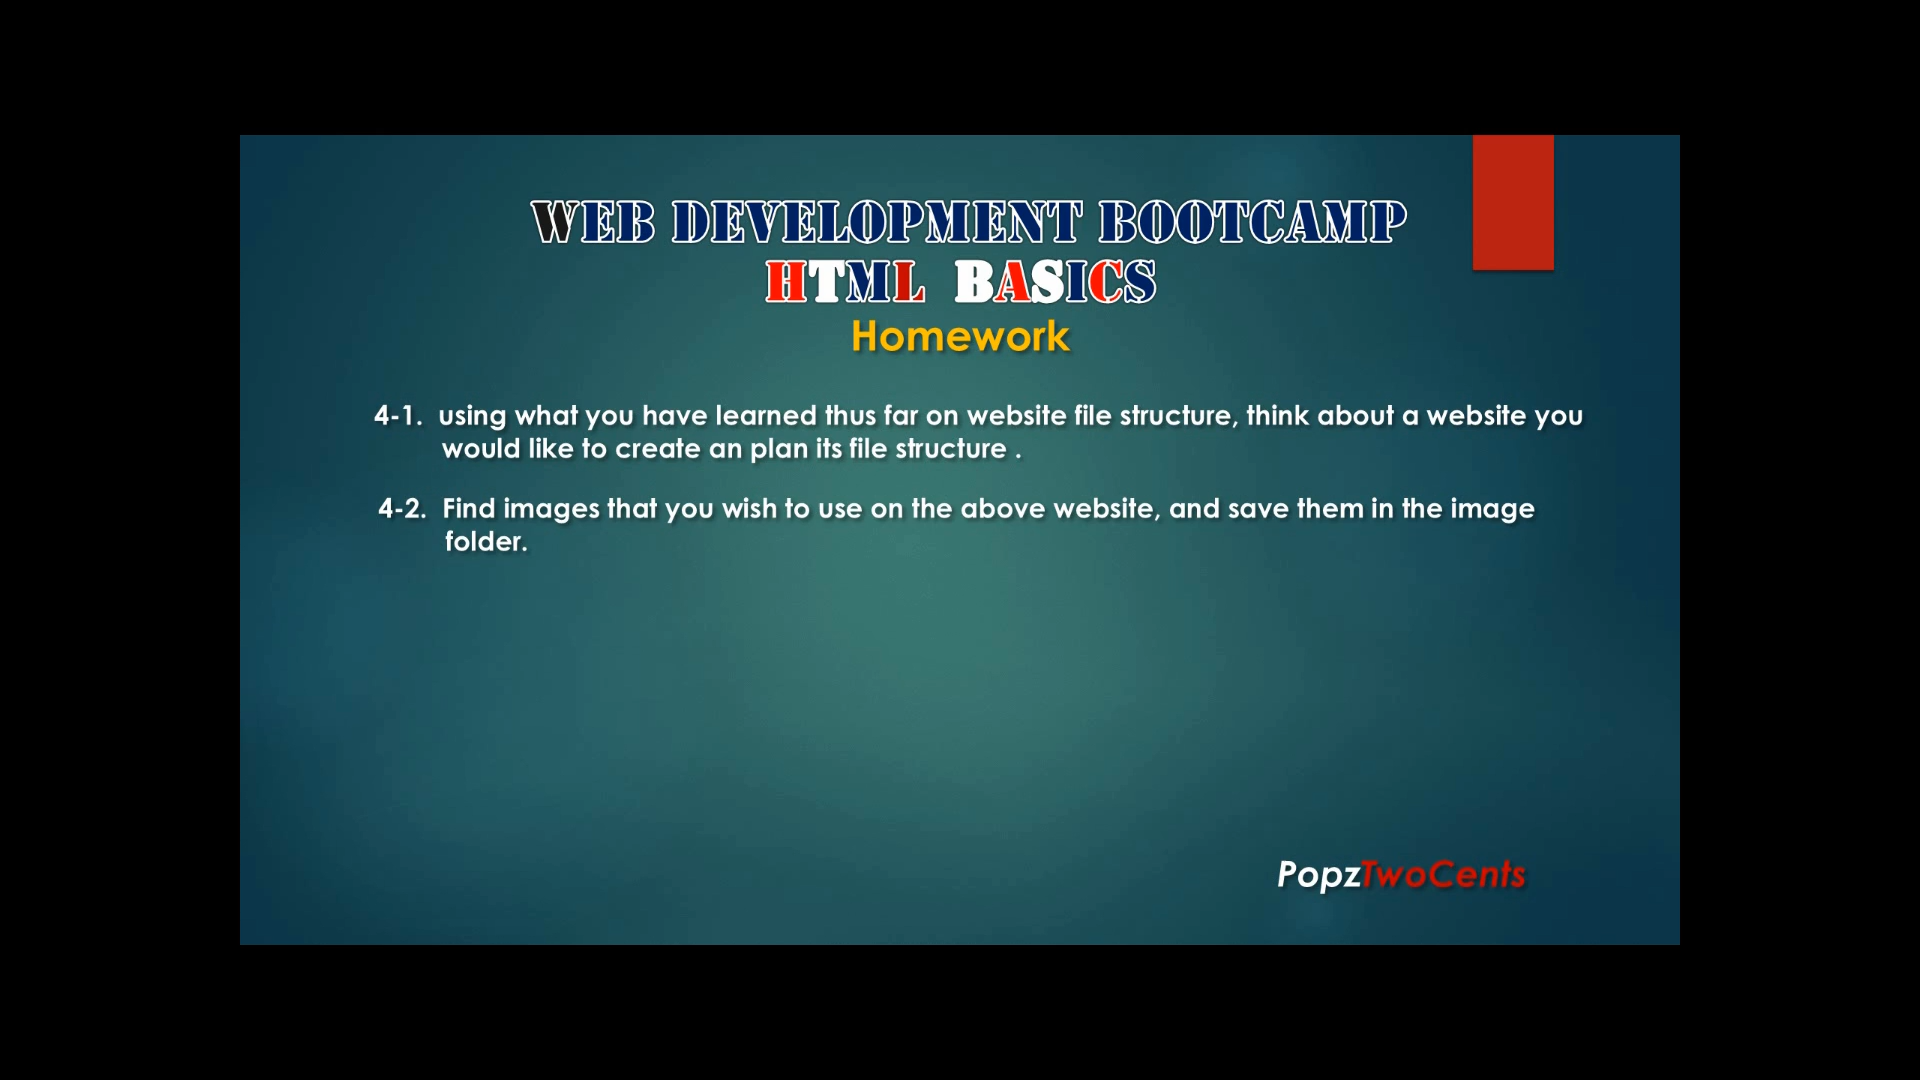 WEB DEVELOPMENT BOOTCAMP
HTML BASICS
Homework
4-1. using what you have learned thus far on website file structure, think about a website you
would like to create an plan its file structure .
4-2. Find images that you wish to use on the above website, and save them in the image
folder.
PopzTwoCents